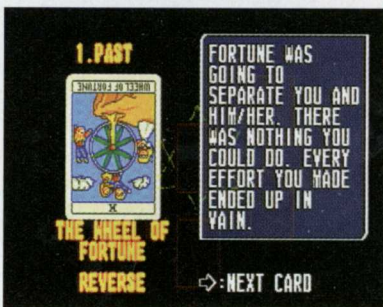 1.PAST
WHEEL OF FORTUNE
X
THE WHEEL OF
FORTUNE
REVERSE
FORTUNE WAS
GOING TO
SEPARATE YOU AND
HIM/HER. THERE
WAS NOTHING YOU
COULD DO. EVERY
EFFORT YOU MADE
ENDED UP IN
VAIN.
⇨:NEXT CARD